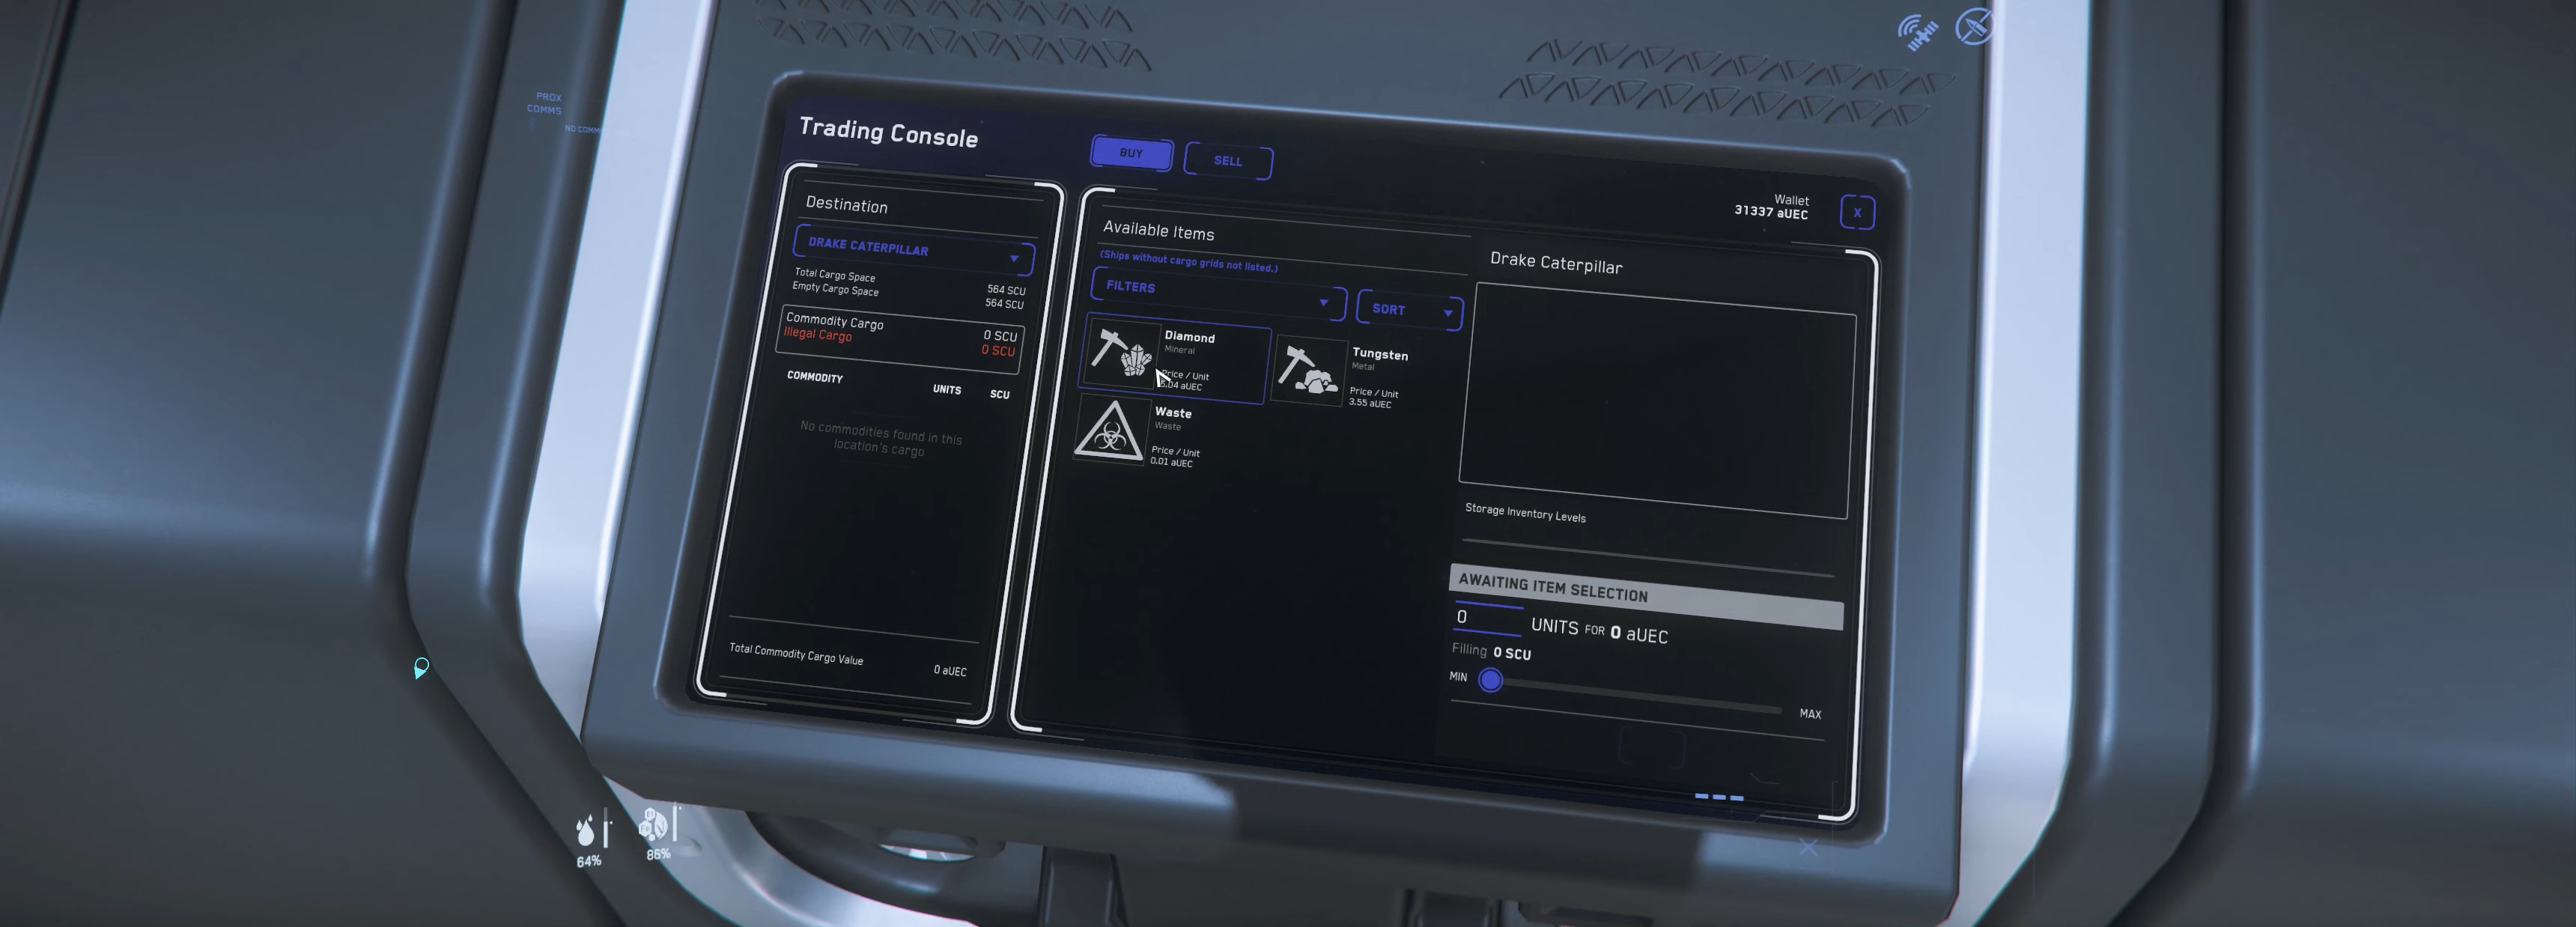 PROX
COMMS
Trading Console
BUY
SELL
Wallet
31337 aUEC
X
Destination
DRAKE CATERPILLAR
Total Cargo Space 564 SCU
Empty Cargo Space 564 SCU
Commodity Cargo 0 SCU
Illegal Cargo 0 SCU
COMMODITY UNITS SCU
No commodities found in this
location's cargo
Total Commodity Cargo Value 0 aUEC
Available Items
(Ships without cargo grids not listed.)
FILTERS
SORT
Diamond
Mineral
Price / Unit
aUEC
Tungsten
Metal
Price / Unit
3.55 aUEC
Waste
Waste
Price / Unit
0.01 aUEC
Drake Caterpillar
Storage Inventory Levels
AWAITING ITEM SELECTION
0 UNITS FOR 0 aUEC
Filling 0 SCU
MIN
MAX
64%
86%